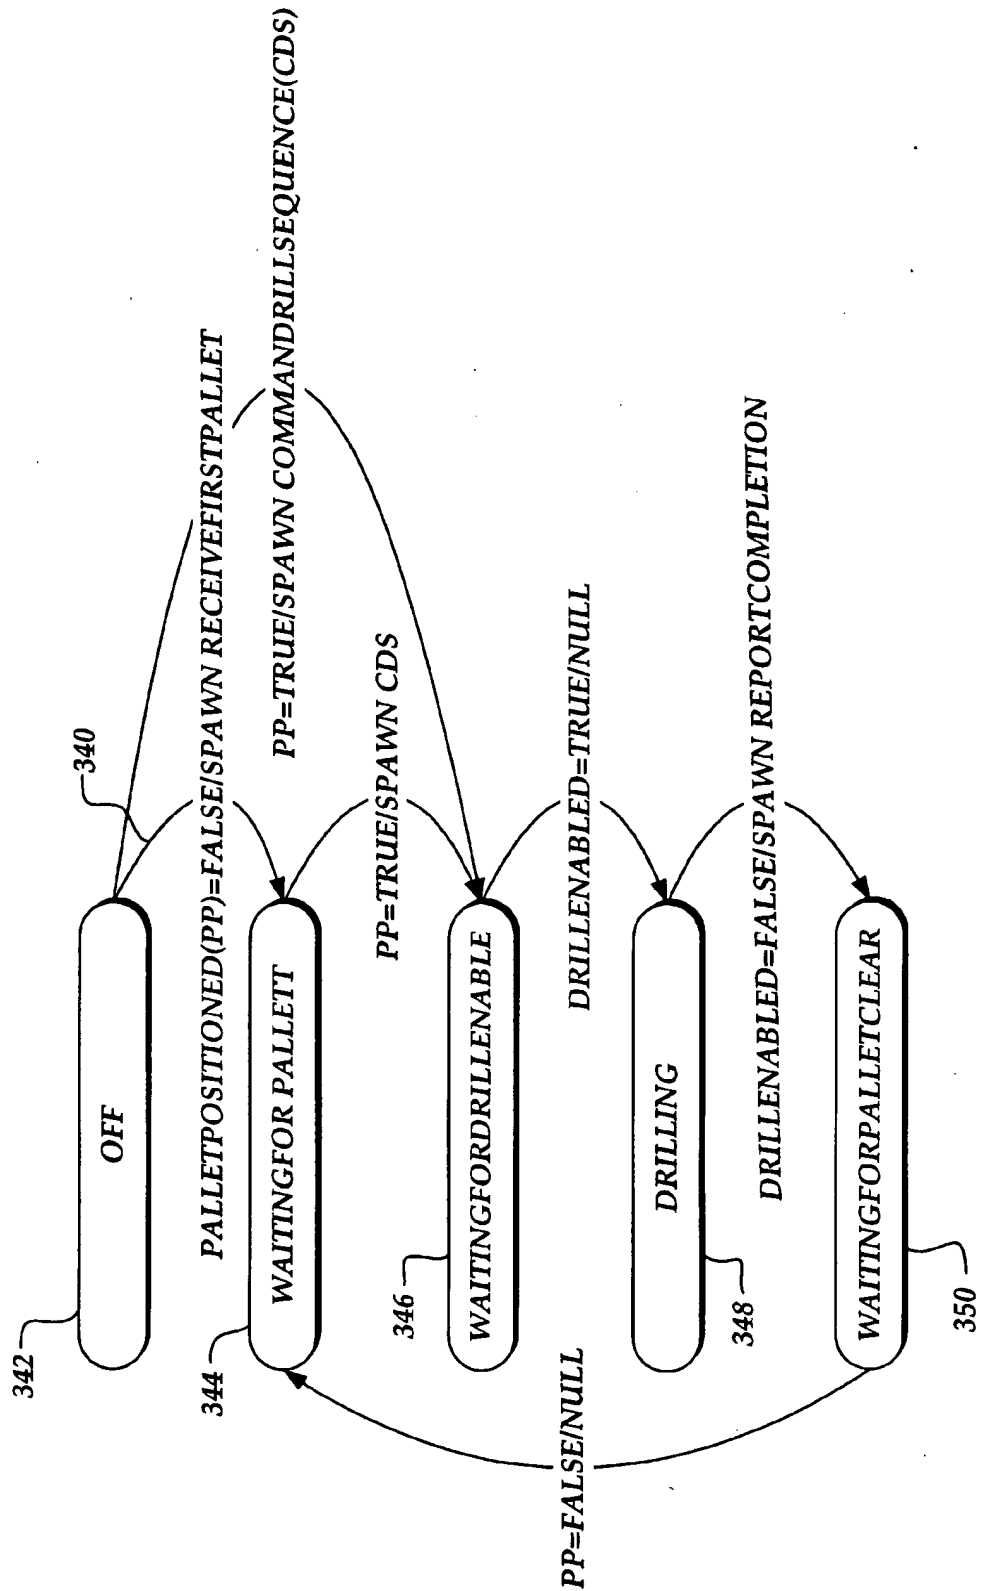 342
OFF
340
PALLETPOSITIONED(PP)=FALSE/SPAWN RECEIVEFIRSTPALLET
PP=TRUE/SPAWN COMMANDRILLSEQUENCE(CDS)
344
WAITINGFOR PALLETT
PP=TRUE/SPAWN CDS
346
WAITINGFORDRILLENABLE
DRILLENABLED=TRUE/NULL
PP=FALSE/NULL
DRILLING
348
DRILLENABLED=FALSE/SPAWN REPORTCOMPLETION
WAITINGFORPALLETCLEAR
350